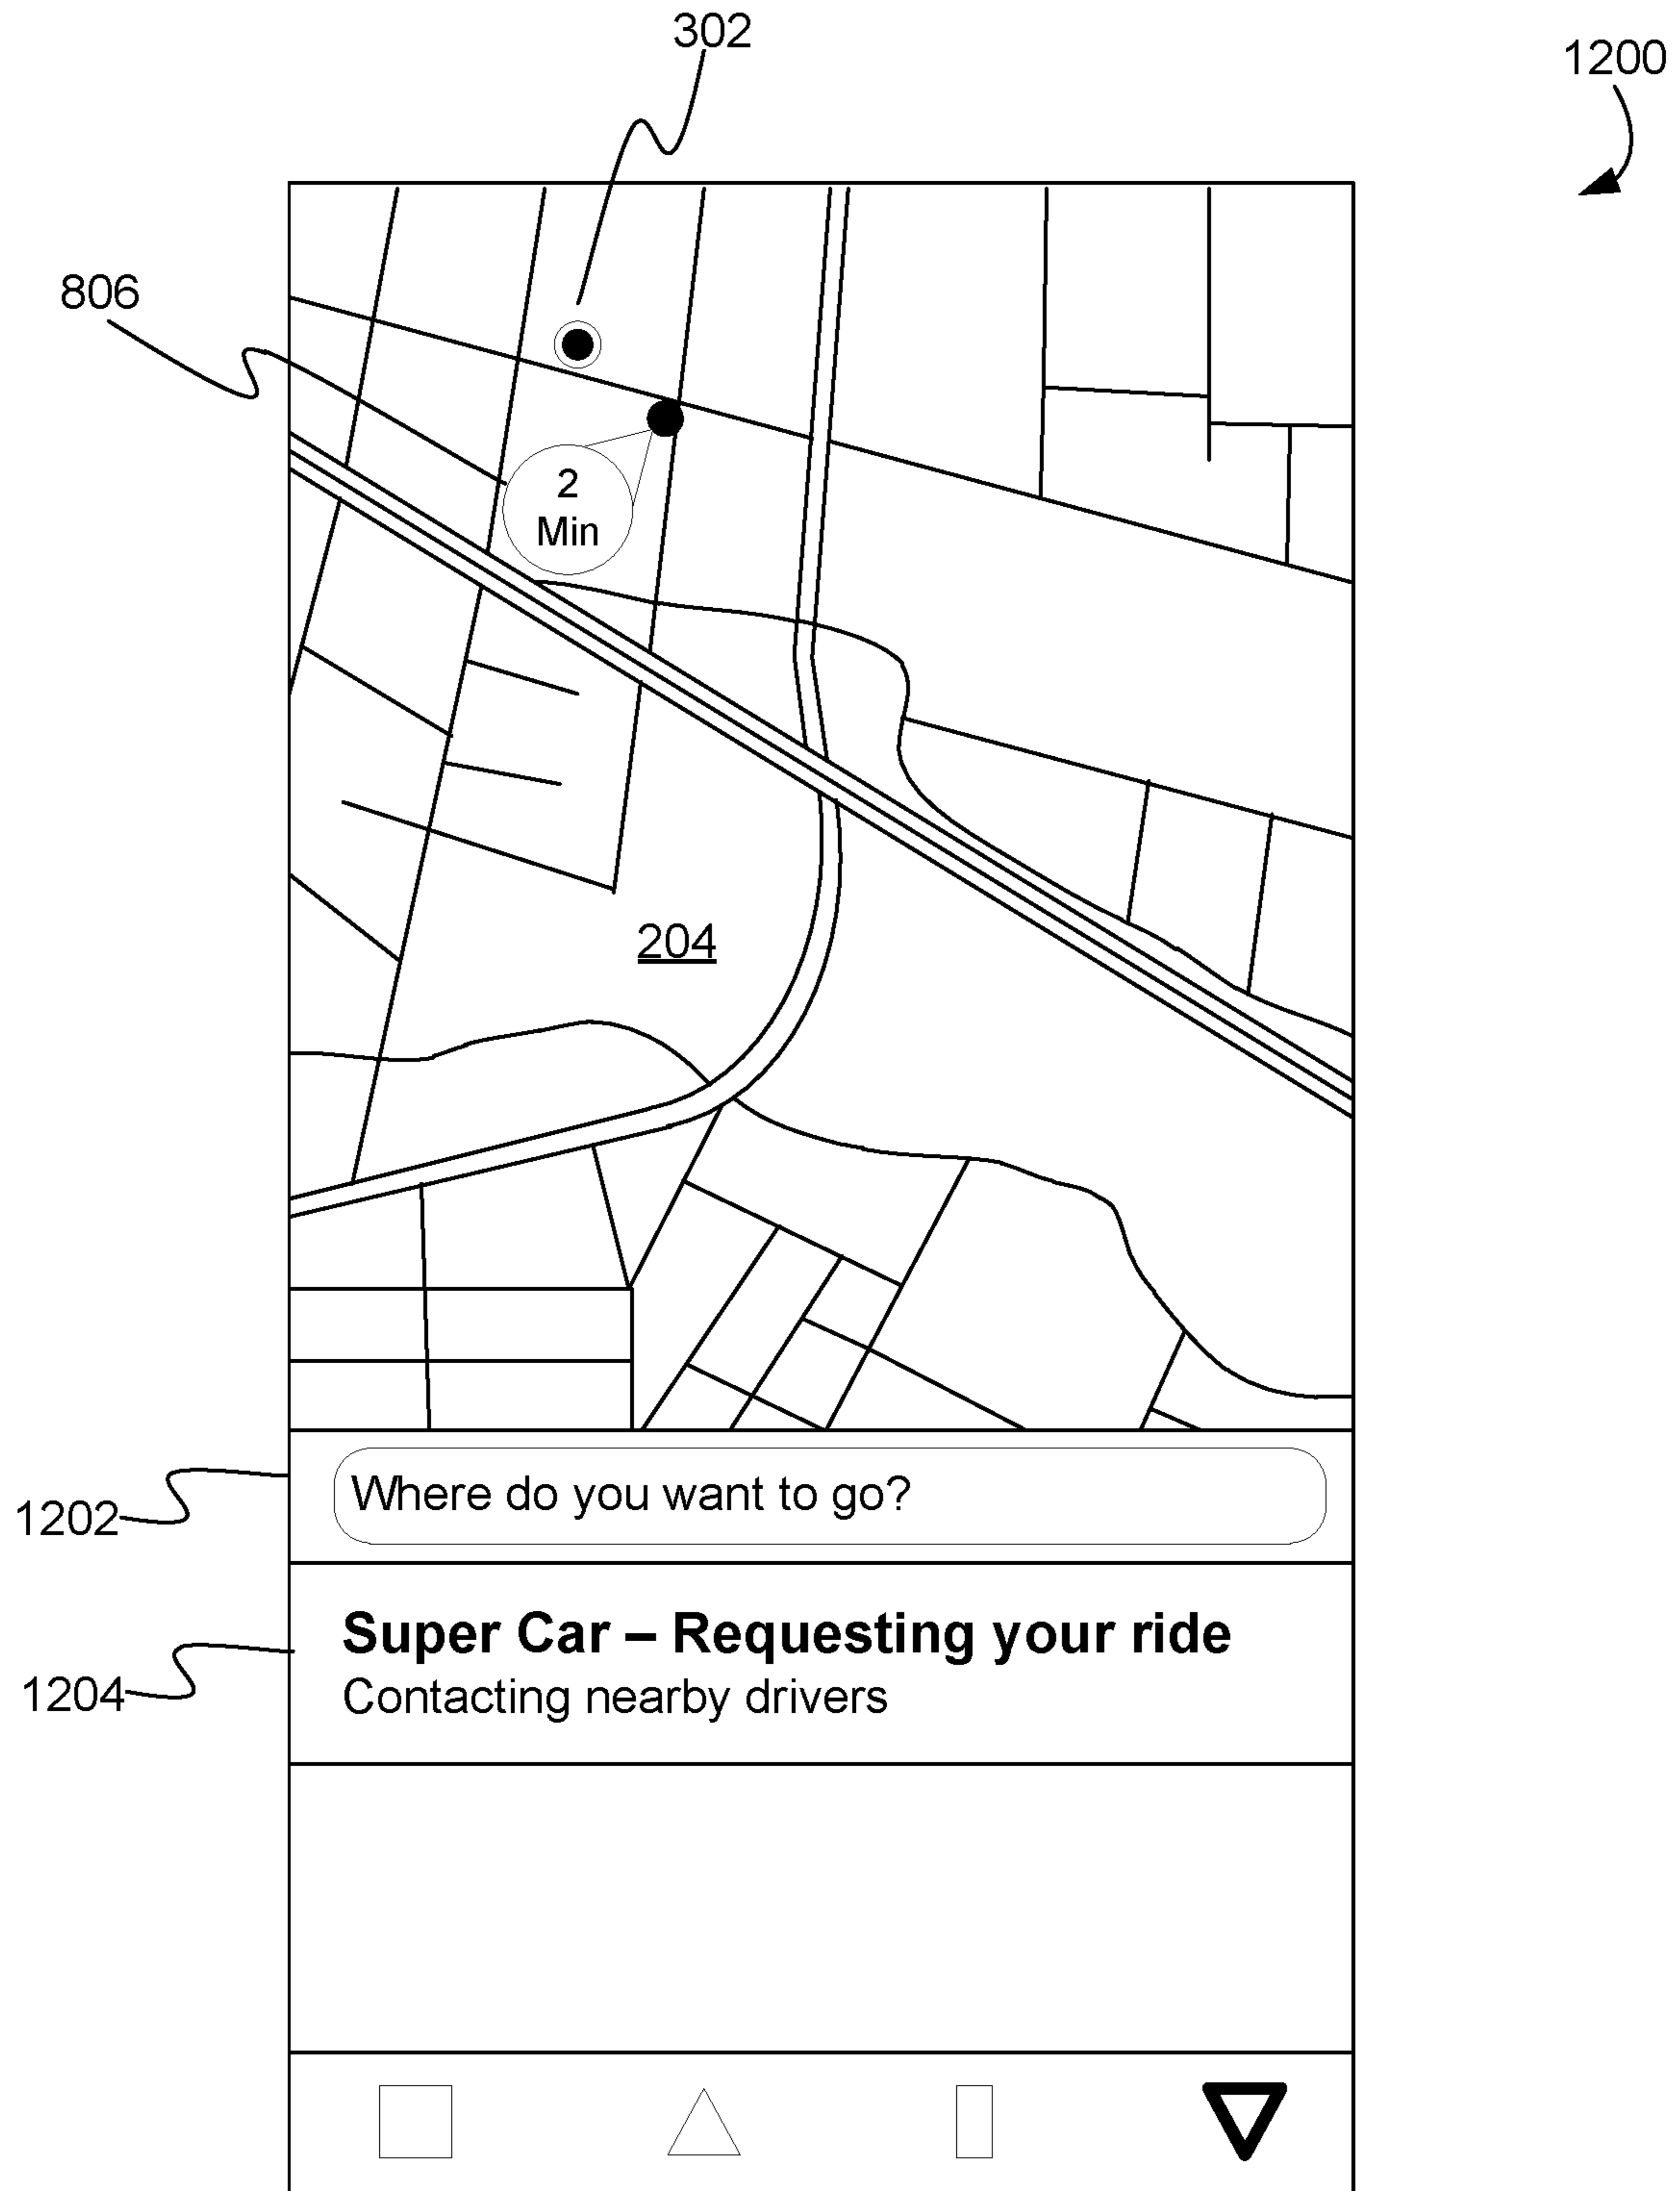 302
1200
806
2
Min
204
Where do you want to go?
1202
Super Car – Requesting your ride
1204
Contacting nearby drivers